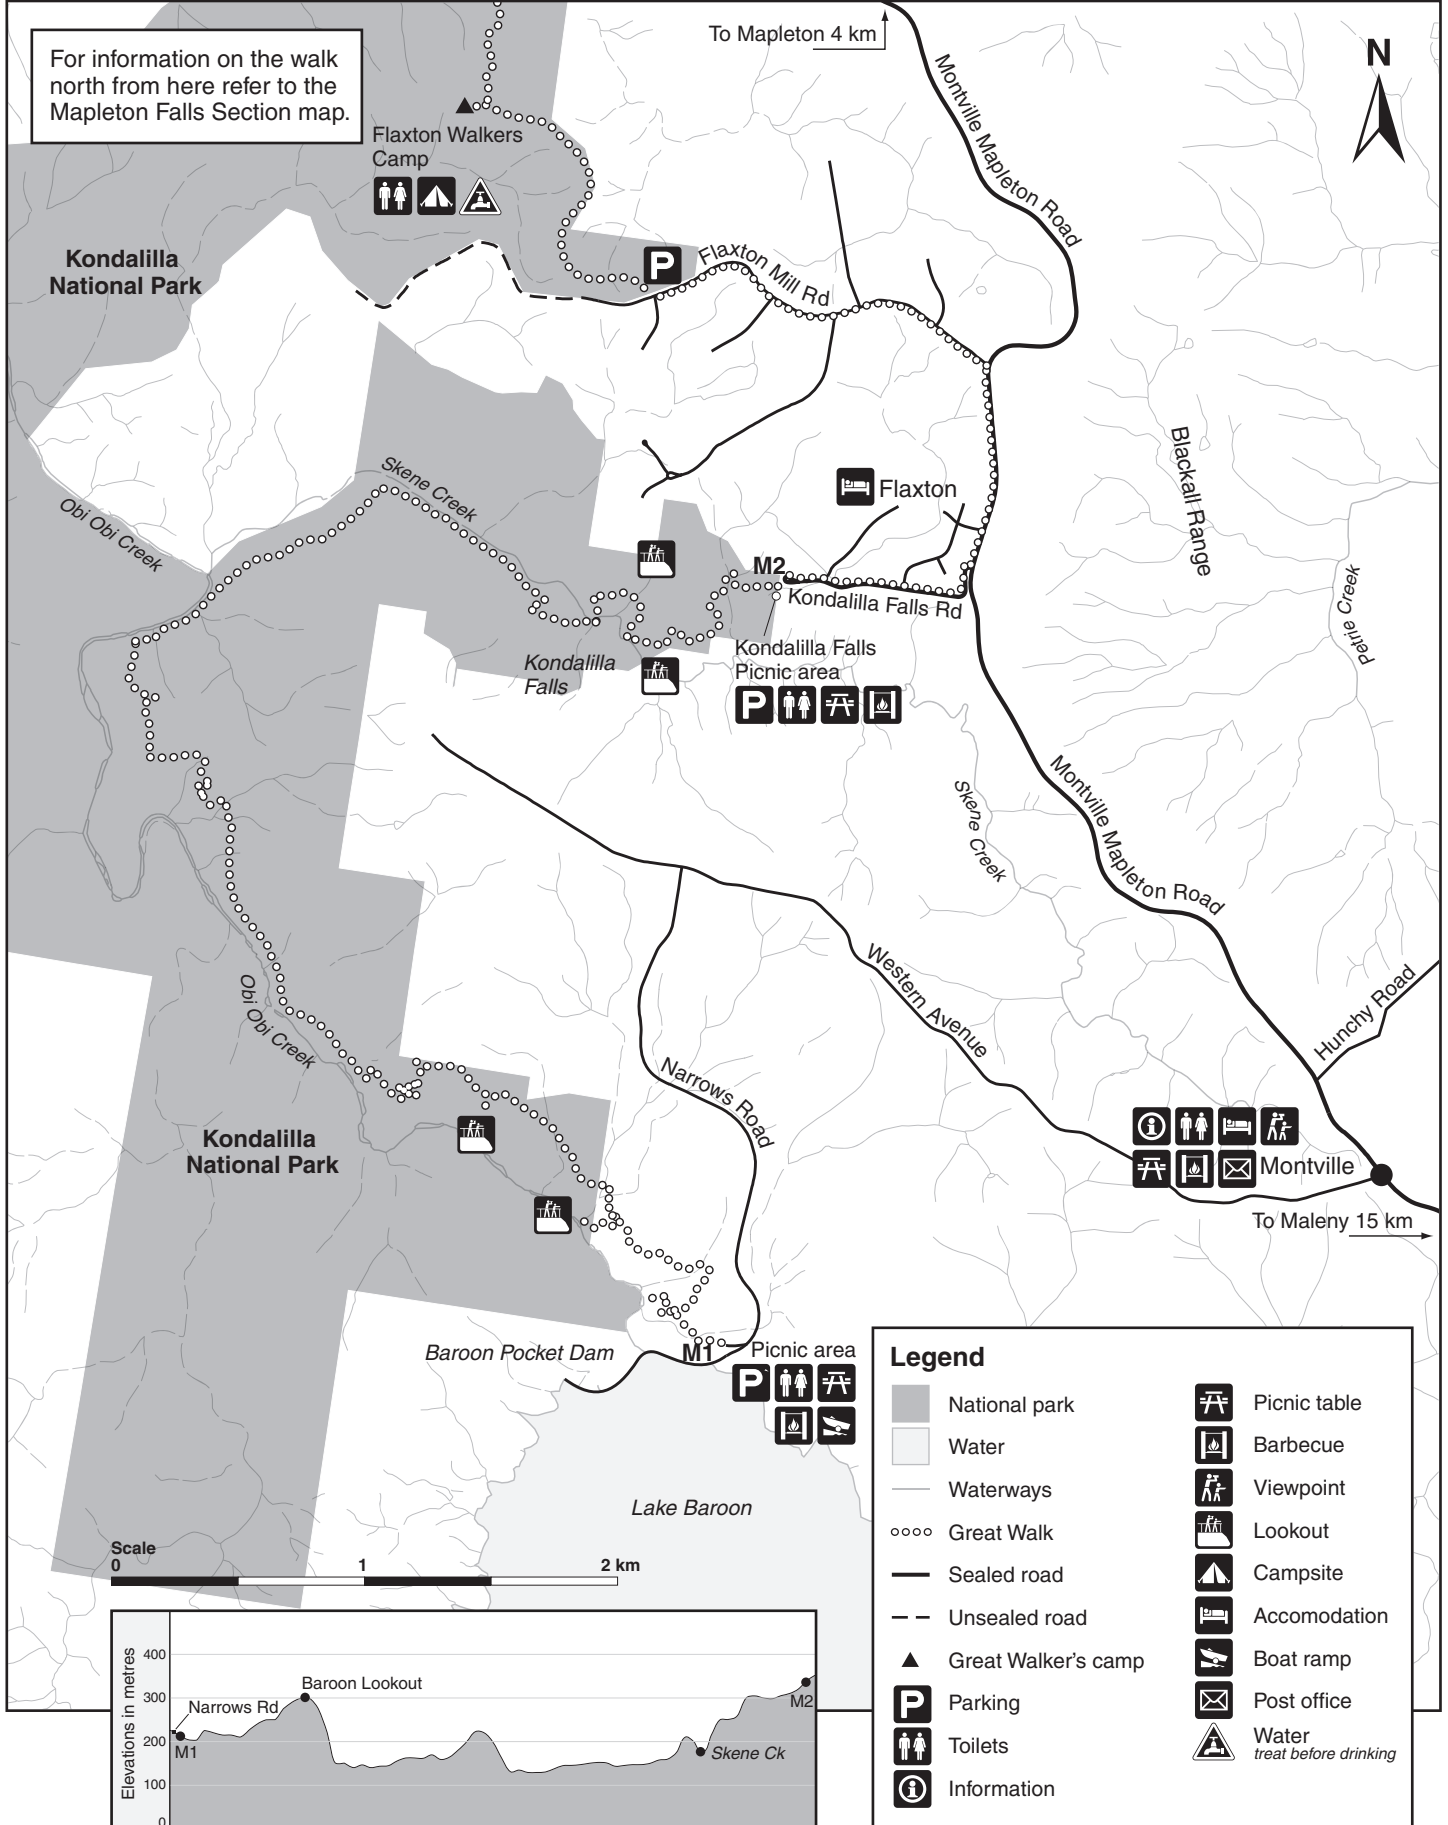 For information on the walk
north from here refer to the
Mapleton Falls Section map.
To Mapleton 4 km
N
Montville Mapleton Road
Flaxton Walkers
Camp
Kondalilla
National Park
P
Flaxton Mill Rd
Skene Creek
Obi Obi Creek
Flaxton
Blackall Range
Petrie Creek
M2
Kondalilla Falls Rd
Kondalilla
Falls
Kondalilla Falls
Picnic area
P
Skene Creek
Montville Mapleton Road
Western Avenue
Hunchy Road
Obi Obi Creek
Narrows Road
Kondalilla
National Park
Montville
To Maleny 15 km
Baroon Pocket Dam
M1
Picnic area
P
Lake Baroon
Scale
0 1 2 km
Elevations in metres
400
300
200
100
0
Narrows Rd
M1
Baroon Lookout
Skene Ck
M2
Legend
National park
Water
Waterways
Great Walk
Sealed road
Unsealed road
Great Walker's camp
P Parking
Toilets
Information
Picnic table
Barbecue
Viewpoint
Lookout
Campsite
Accomodation
Boat ramp
Post office
Water
treat before drinking